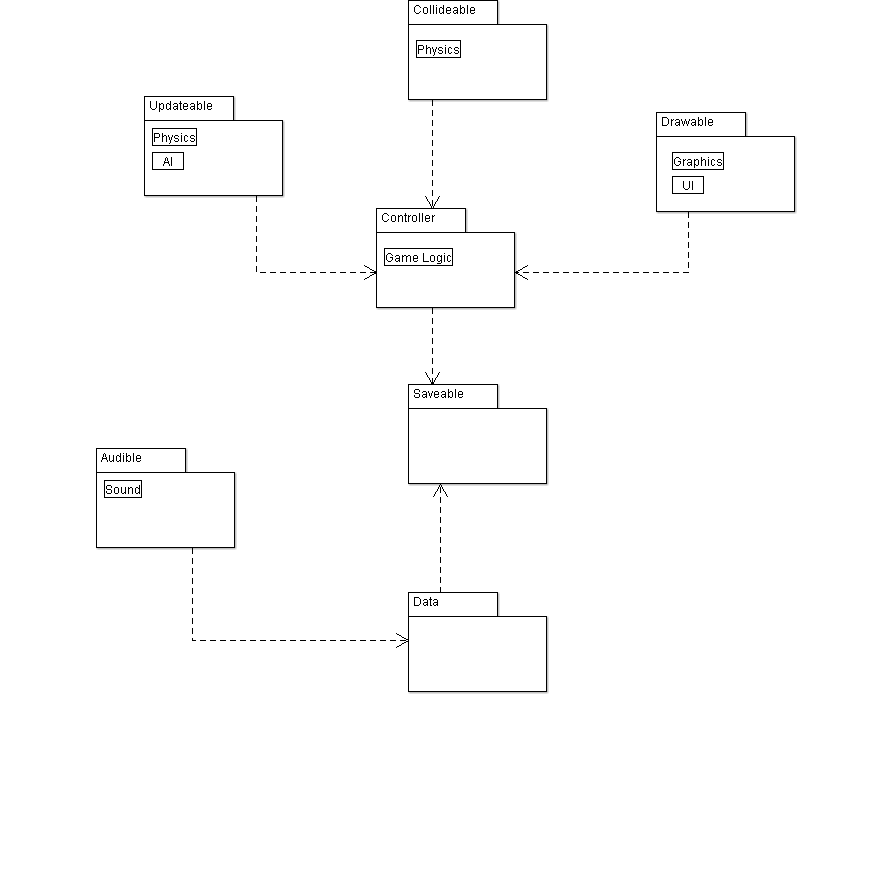 Collideable
Physics
Updateable
Physics
AI
Drawable
Graphics
UI
Controller
Game Logic
Saveable
Audible
Sound
Data